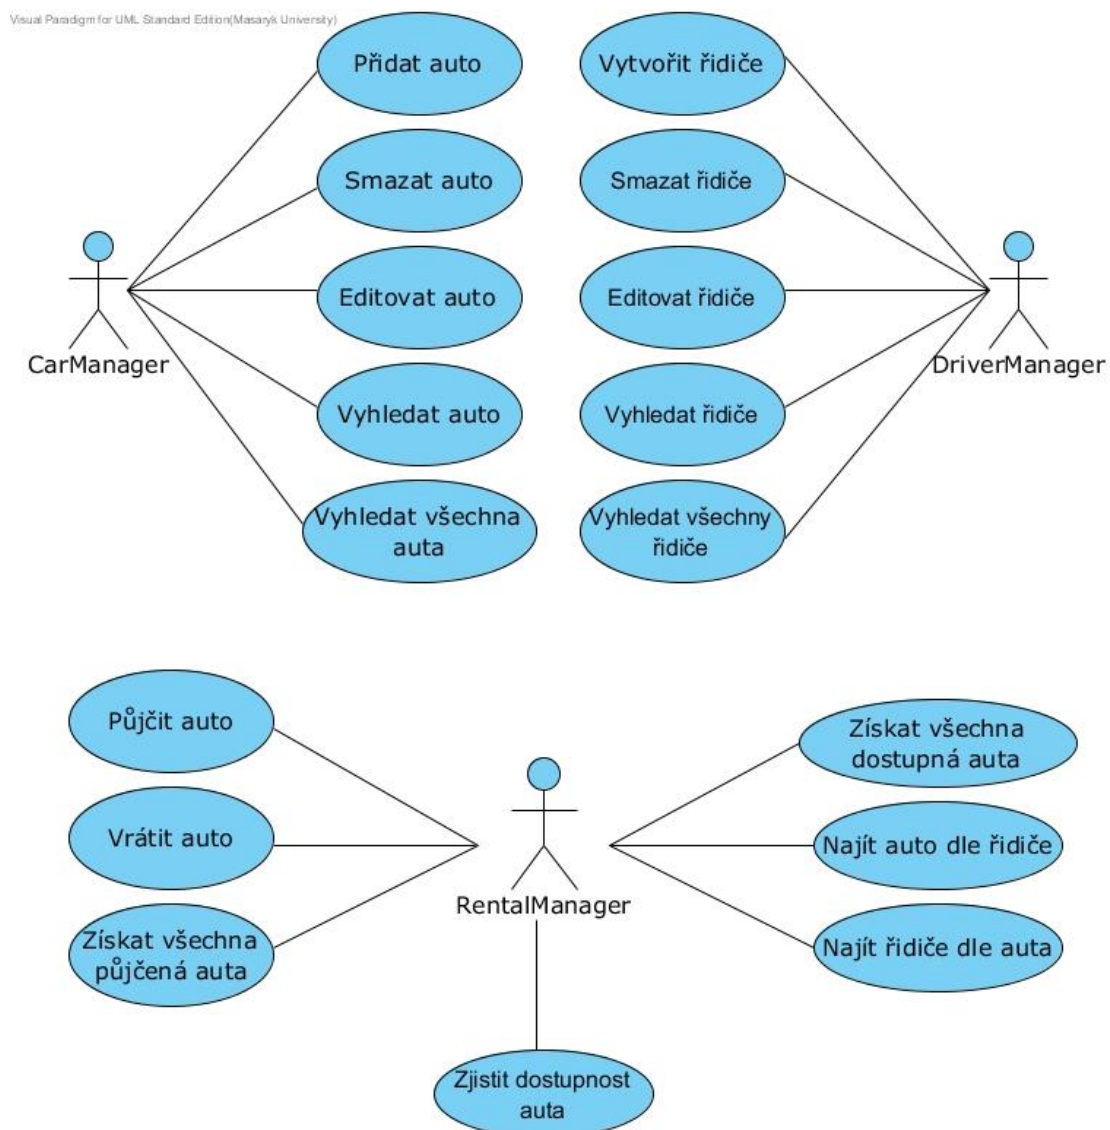 Visual Paradigm for UML Standard Edition(Masaryk University)
Přidat auto
Smazat auto
Editovat auto
Vyhledat auto
Vyhledat všechna
auta
CarManager
Vytvořit řidiče
Smazat řidiče
Editovat řidiče
Vyhledat řidiče
Vyhledat všechny
řidiče
DriverManager
Půjčit auto
Vrátit auto
Získat všechna
půjčená auta
RentalManager
Získat všechna
dostupná auta
Najít auto dle řidiče
Najít řidiče dle auta
Zjistit dostupnost
auta